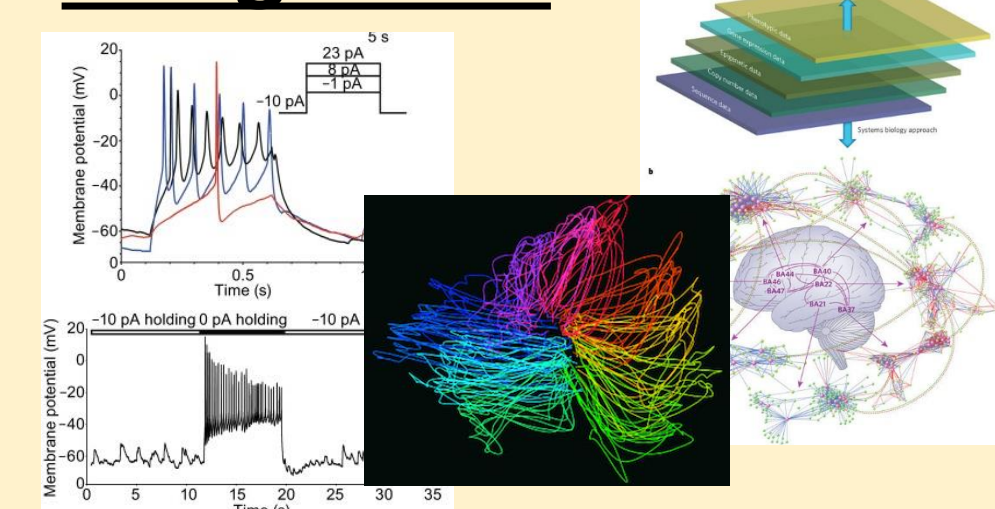 5 s
23 pA
8 pA
−1 pA
−10 pA
Membrane potential (mV)
20
0
−20
−40
−60
0
0
0.5
Time (s)
−10 pA holding 0 pA holding −10 pA
Membrane potential (mV)
20
0
−20
−40
−60
0
0 5 10 15 20 25 30 35
Time (s)
Phenotypic data
Gene expression data
Epigenetic data
Copy number data
Sequence data
Systems biology approach
b
BA44
BA40
BA46
BA22
BA47
BA21
BA37